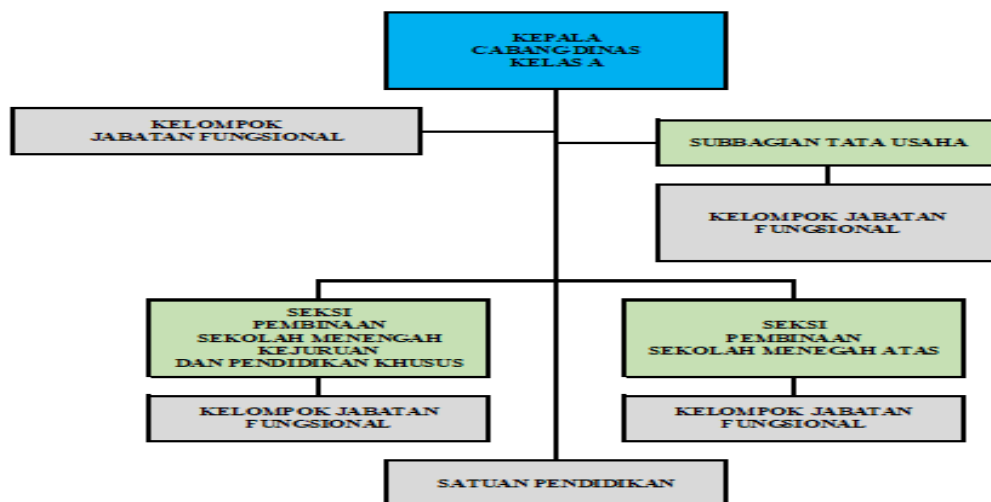 KEPALA
CABANG DINAS
KELAS A
KELOMPOK
JABATAN FUNGSIONAL
SUBBAGIAN TATA USAHA
KELOMPOK JABATAN
FUNGSIONAL
SEKSI
PEMBINAAN
SEKOLAH MENENGAH
KEJURUAN
DAN PENDIDIKAN KHUSUS
SEKSI
PEMBINAAN
SEKOLAH MENEGAH ATAS
KELOMPOK JABATAN
FUNGSIONAL
KELOMPOK JABATAN
FUNGSIONAL
SATUAN PENDIDIKAN